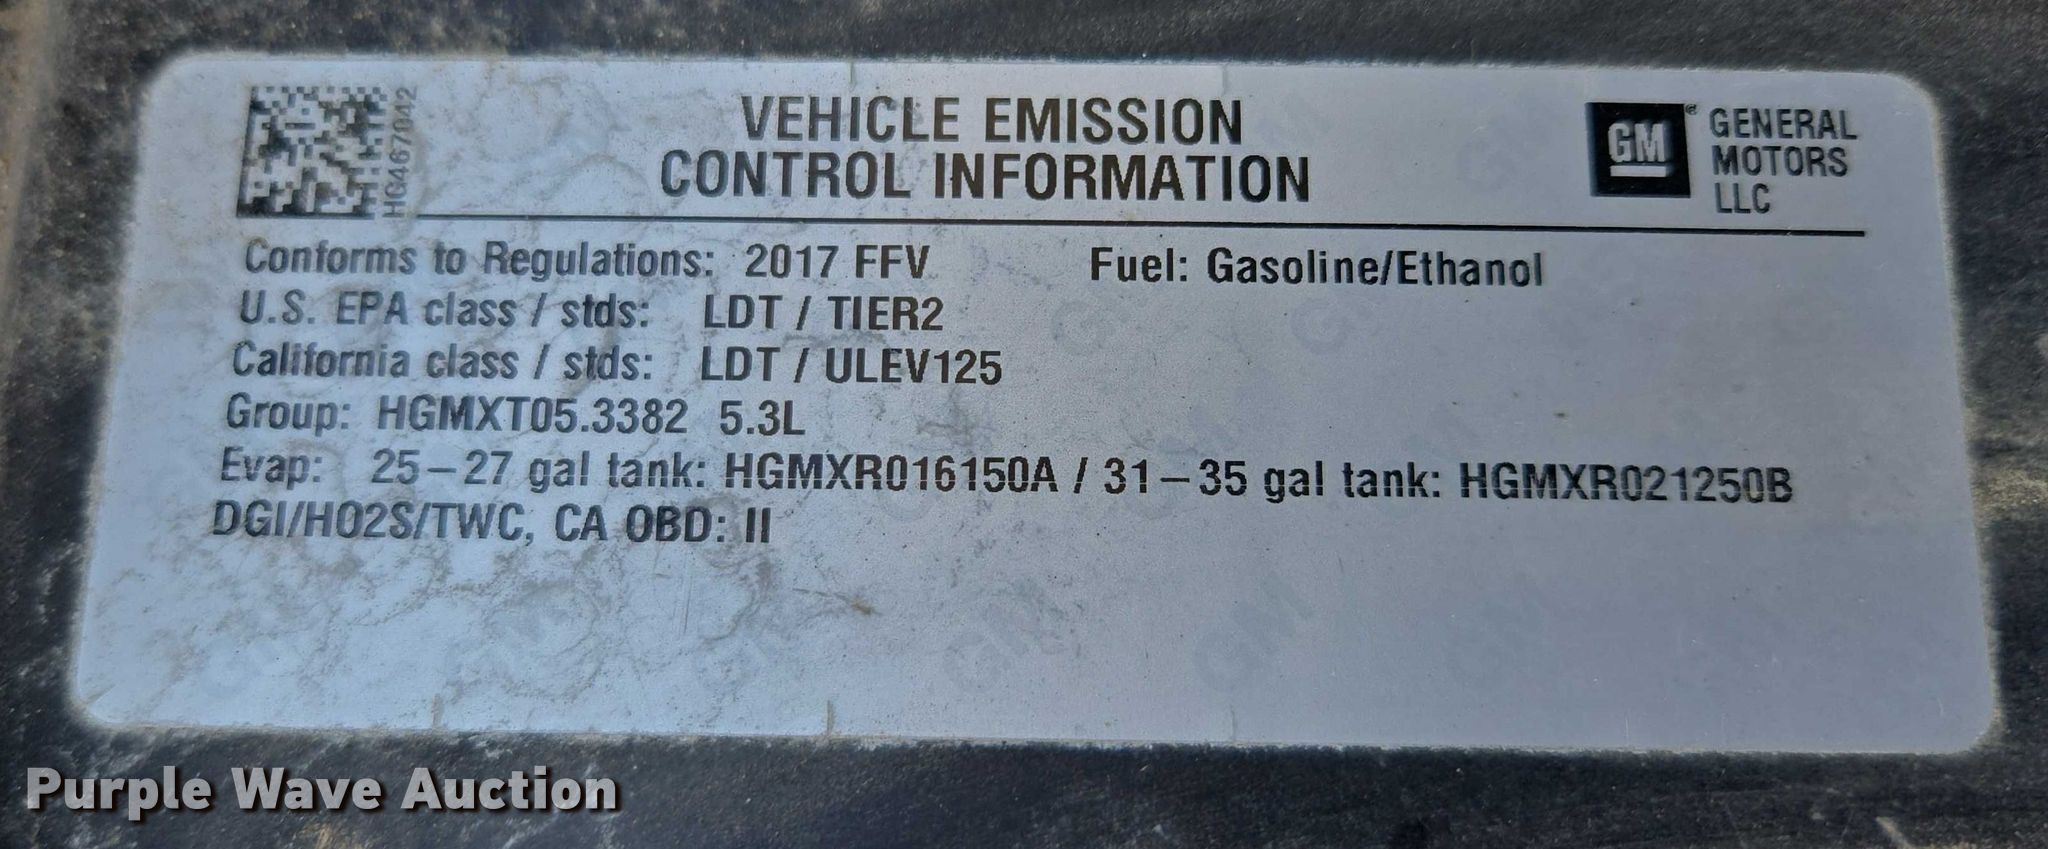 HG467042
VEHICLE EMISSION
CONTROL INFORMATION
GM®
GENERAL
MOTORS
LLC
Conforms to Regulations: 2017 FFV Fuel: Gasoline/Ethanol
U.S. EPA class / stds: LDT / TIER2
California class / stds: LDT / ULEV125
Group: HGMXT05.3382 5.3L
Evap: 25-27 gal tank: HGMXR016150A / 31-35 gal tank: HGMXR021250B
DGI/HO2S/TWC, CA OBD: II
Purple Wave Auction